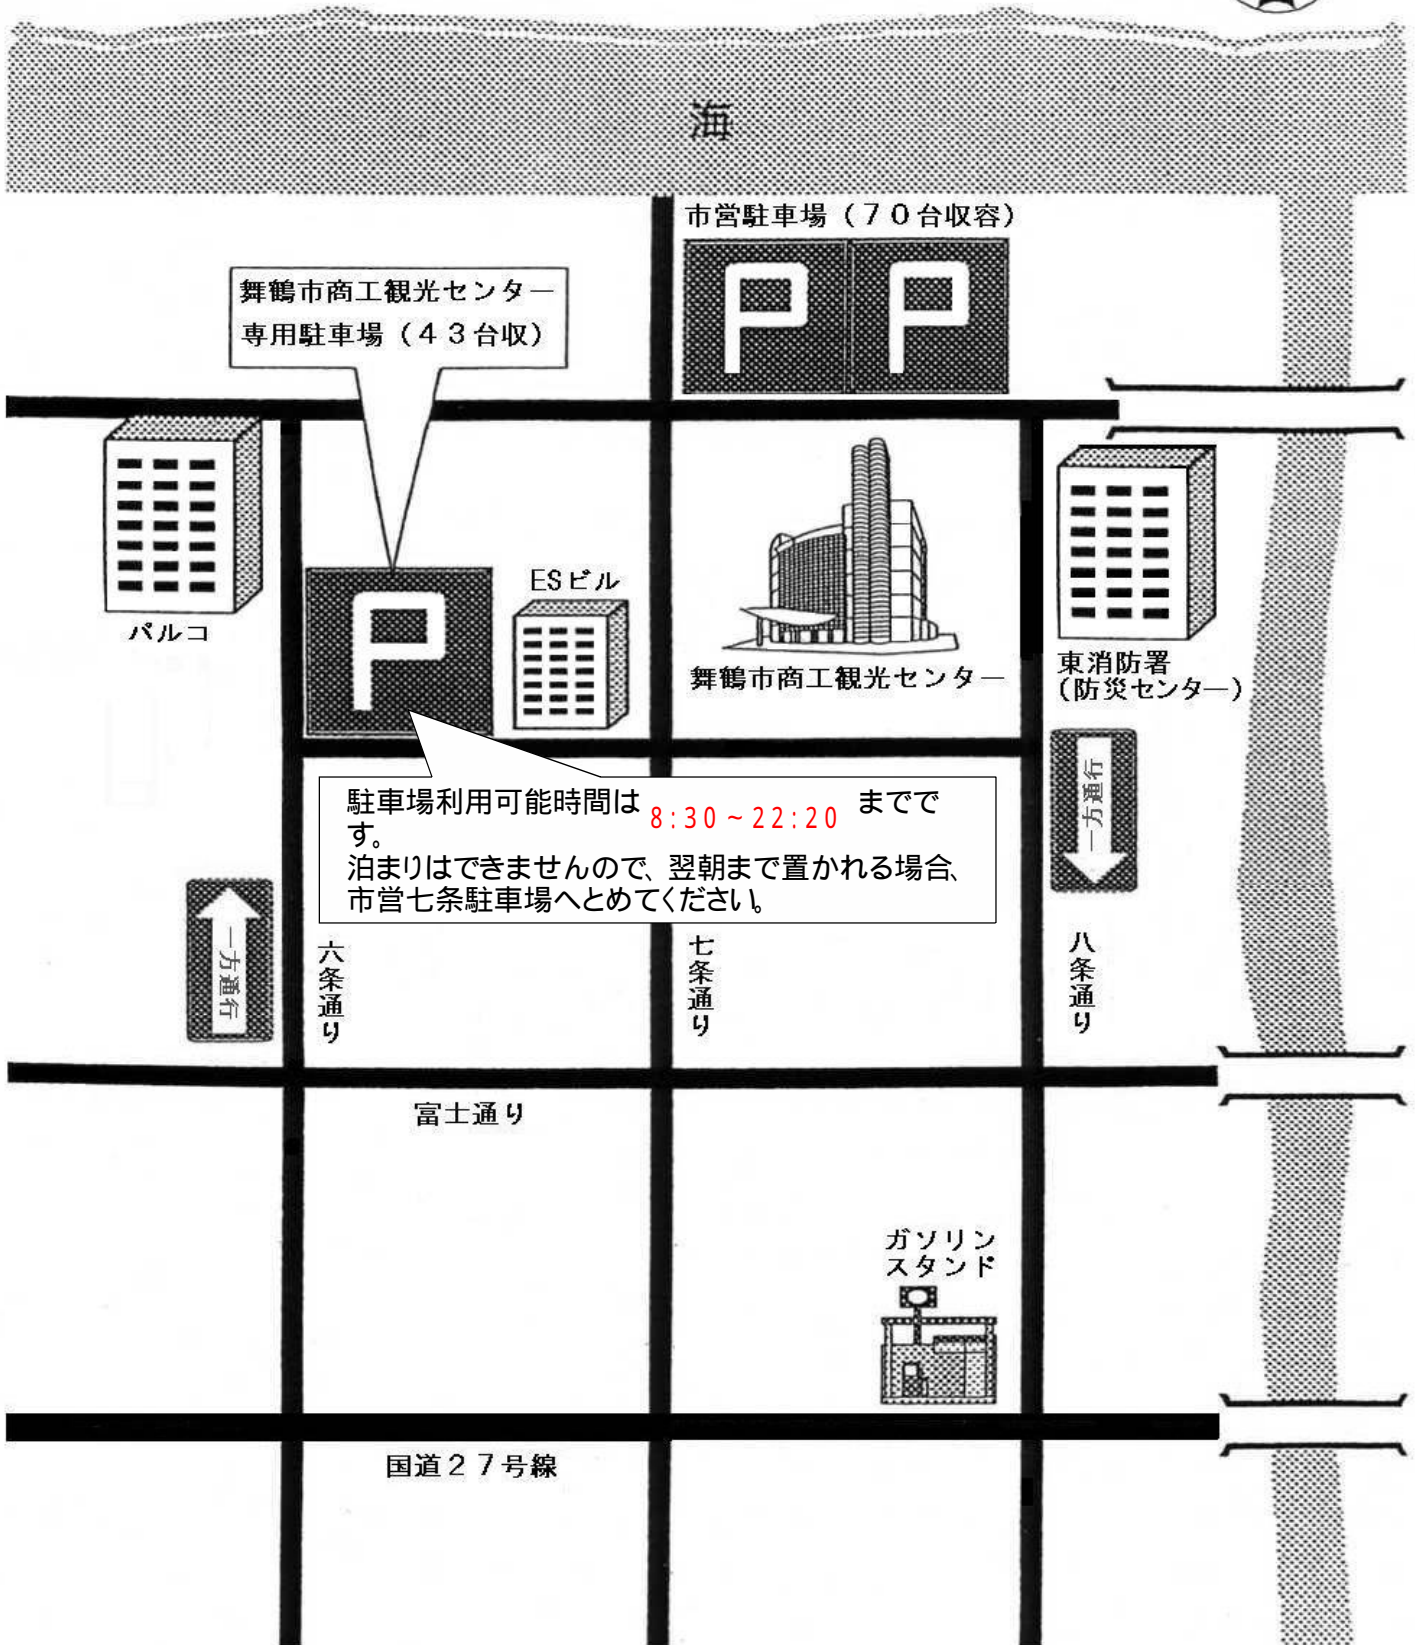 海
市営駐車場（７０台収容）
P P
舞鶴市商工観光センター
専用駐車場（４３台収）
P
ESビル
パルコ
舞鶴市商工観光センター
東消防署
（防災センター）
駐車場利用可能時間は 8:30～22:20 までで
す。
泊まりはできませんので、翌朝まで置かれる場合、
市営七条駐車場へとめてください。
一方通行
一方通行
六条通り
七条通り
八条通り
富士通り
ガソリン
スタンド
国道２７号線